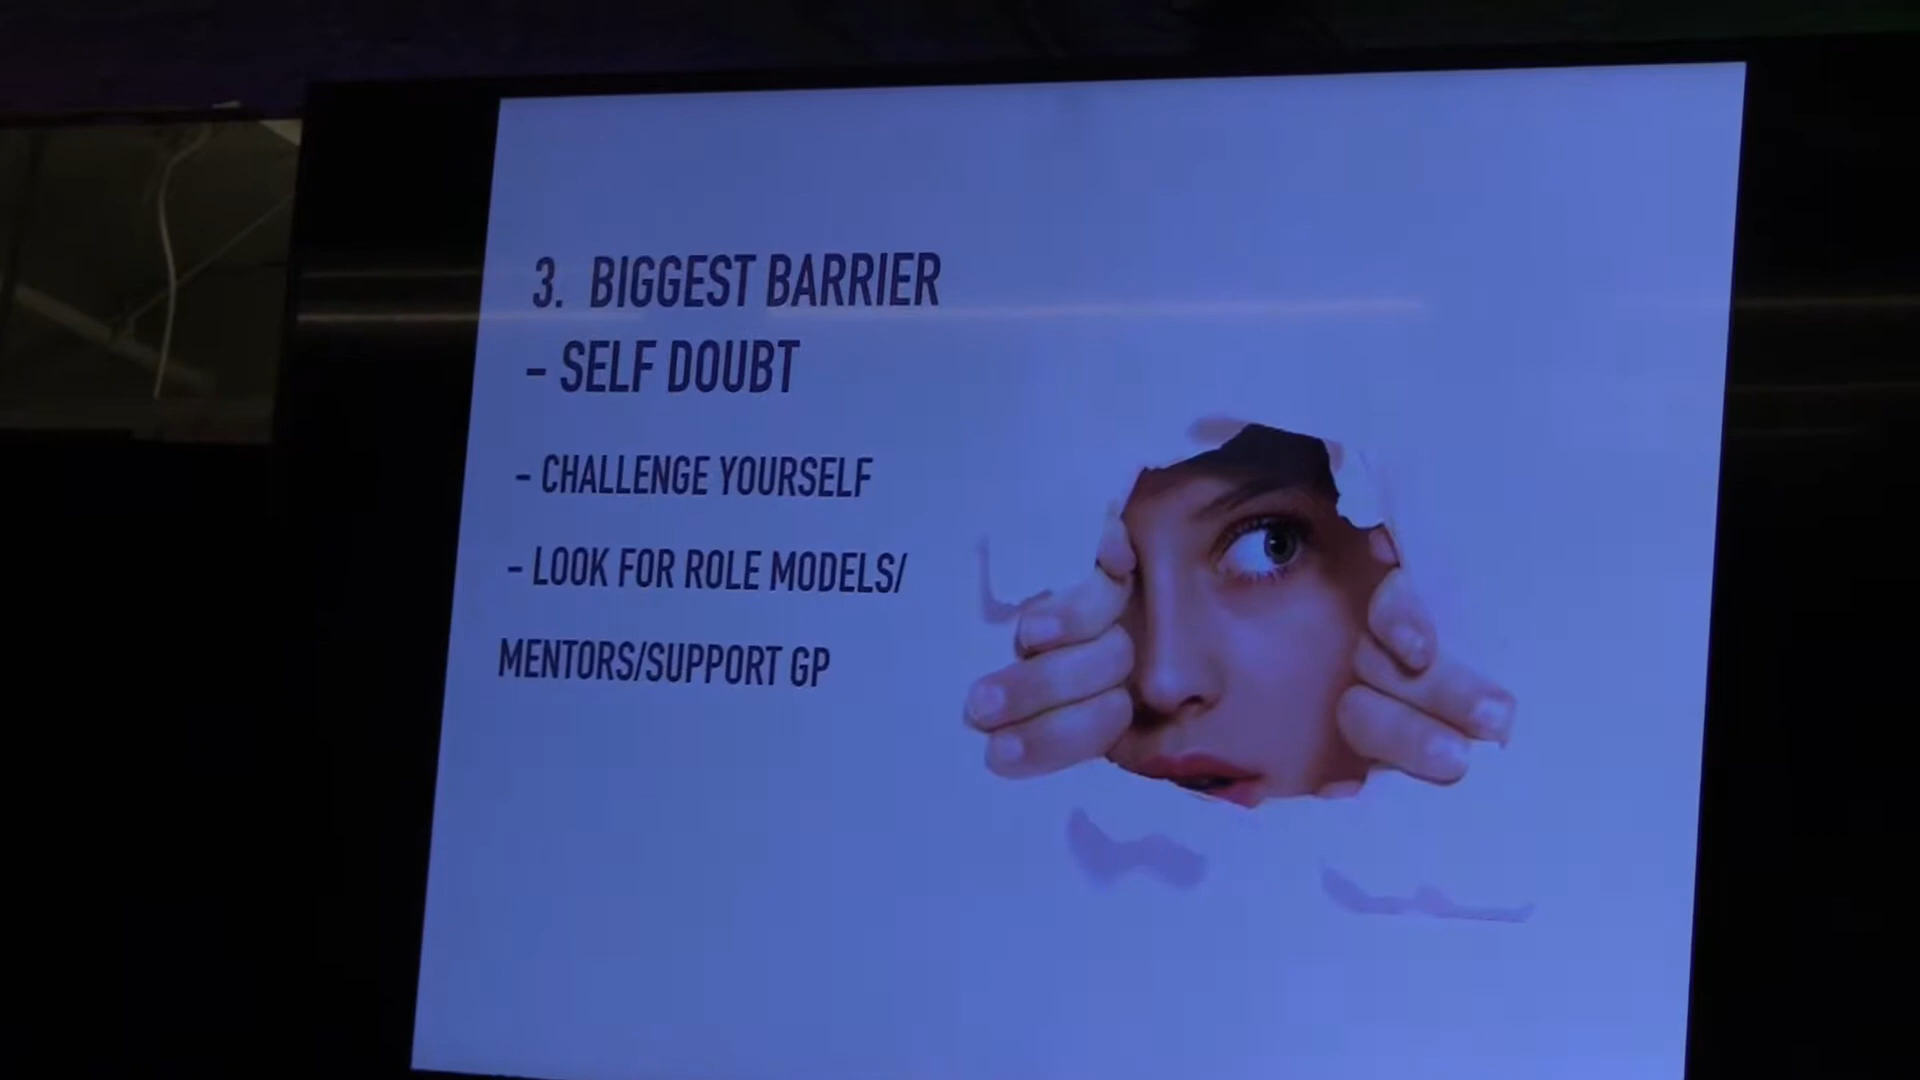 3. BIGGEST BARRIER
- SELF DOUBT
- CHALLENGE YOURSELF
- LOOK FOR ROLE MODELS/
MENTORS/SUPPORT GP